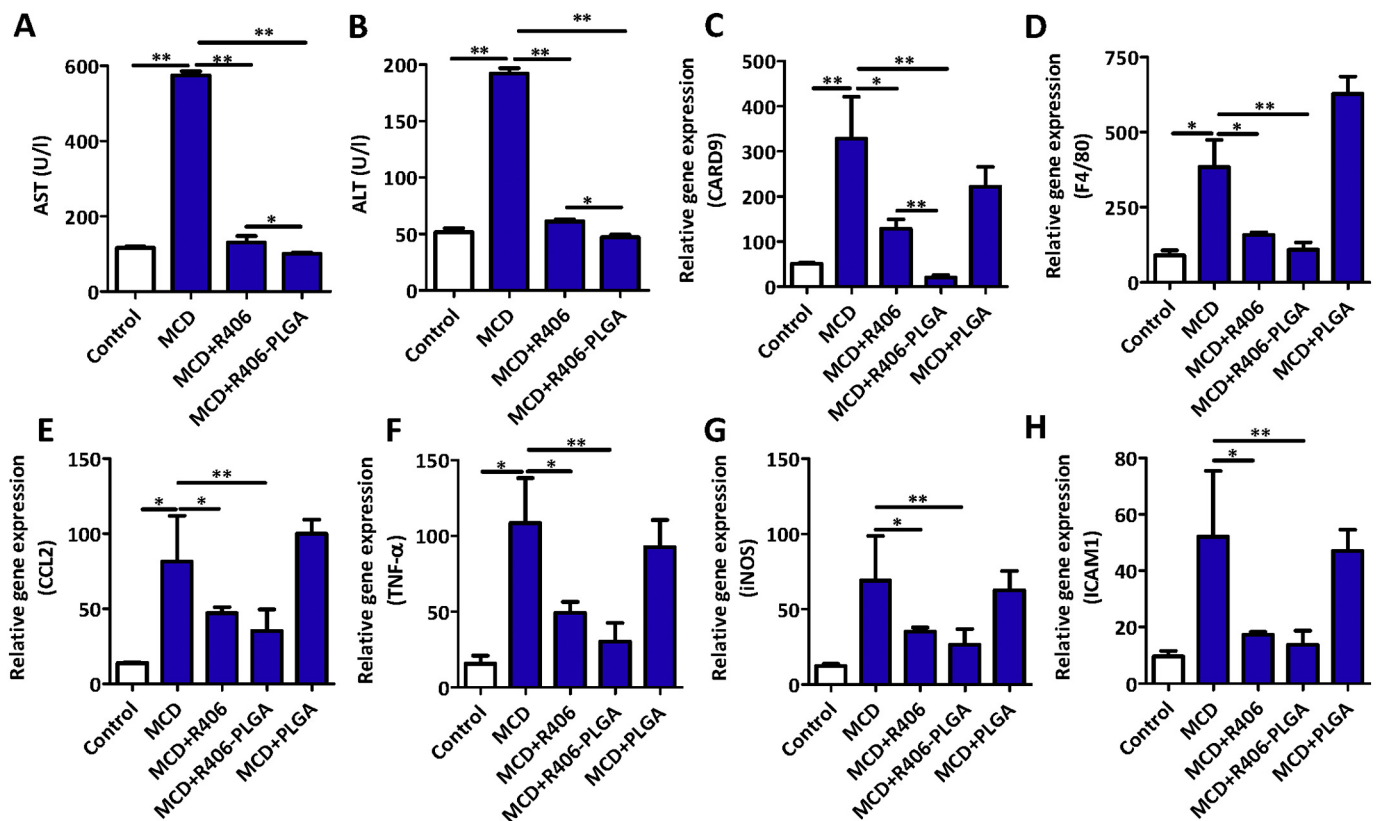 A
AST (U/l)
600
400
200
0
**
**
**
*
Control
MCD
MCD+R406
MCD+R406-PLGA
B
ALT (U/l)
200
150
100
50
0
**
**
**
*
Control
MCD
MCD+R406
MCD+R406-PLGA
C
Relative gene expression
(CARD9)
500
400
300
200
100
0
**
**
*
**
Control
MCD
MCD+R406
MCD+R406-PLGA
MCD+PLGA
D
Relative gene expression
(F4/80)
750
500
250
0
**
*
*
Control
MCD
MCD+R406
MCD+R406-PLGA
MCD+PLGA
E
Relative gene expression
(CCL2)
150
100
50
0
**
*
*
Control
MCD
MCD+R406
MCD+R406-PLGA
MCD+PLGA
F
Relative gene expression
(TNF-α)
150
100
50
0
**
*
*
Control
MCD
MCD+R406
MCD+R406-PLGA
MCD+PLGA
G
Relative gene expression
(iNOS)
150
100
50
0
**
*
Control
MCD
MCD+R406
MCD+R406-PLGA
MCD+PLGA
H
Relative gene expression
(ICAM1)
80
60
40
20
0
**
*
Control
MCD
MCD+R406
MCD+R406-PLGA
MCD+PLGA